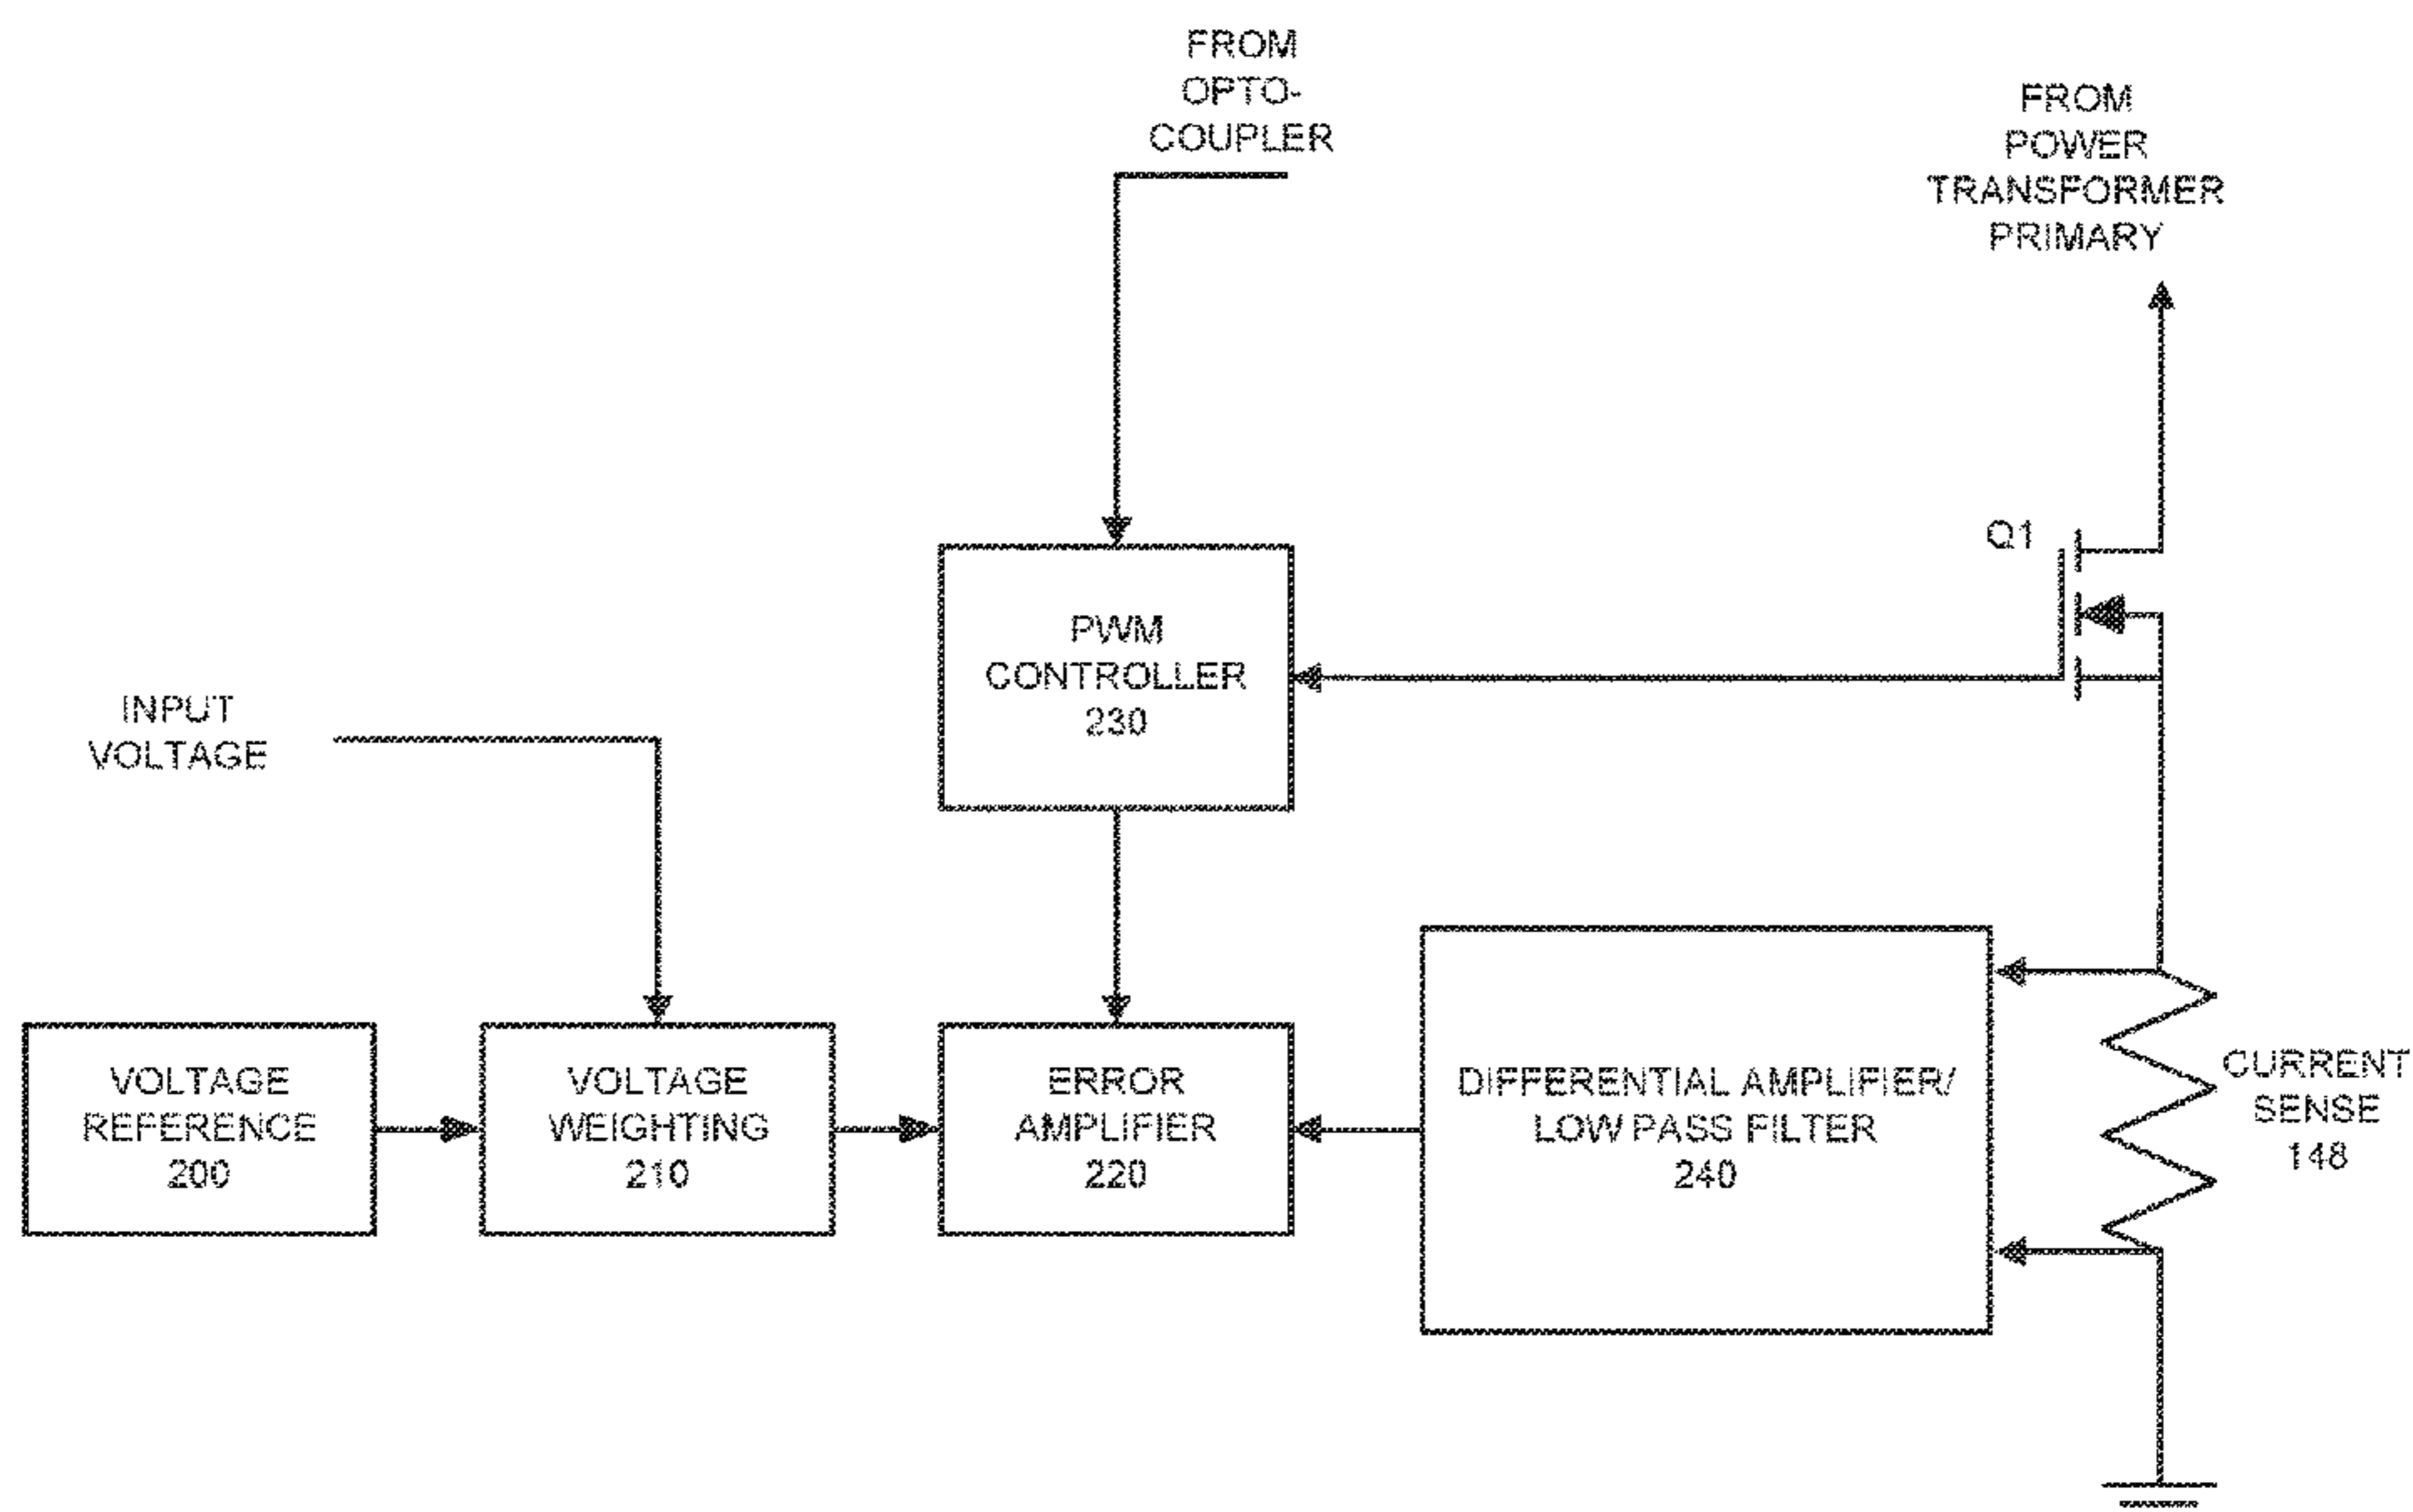 FROM
OPTO-
COUPLER
FROM
POWER
TRANSFORMER
PRIMARY
Q1
PWM
CONTROLLER
230
INPUT
VOLTAGE
VOLTAGE
REFERENCE
200
VOLTAGE
WEIGHTING
210
ERROR
AMPLIFIER
220
DIFFERENTIAL AMPLIFIER/
LOW PASS FILTER
240
CURRENT
SENSE
148